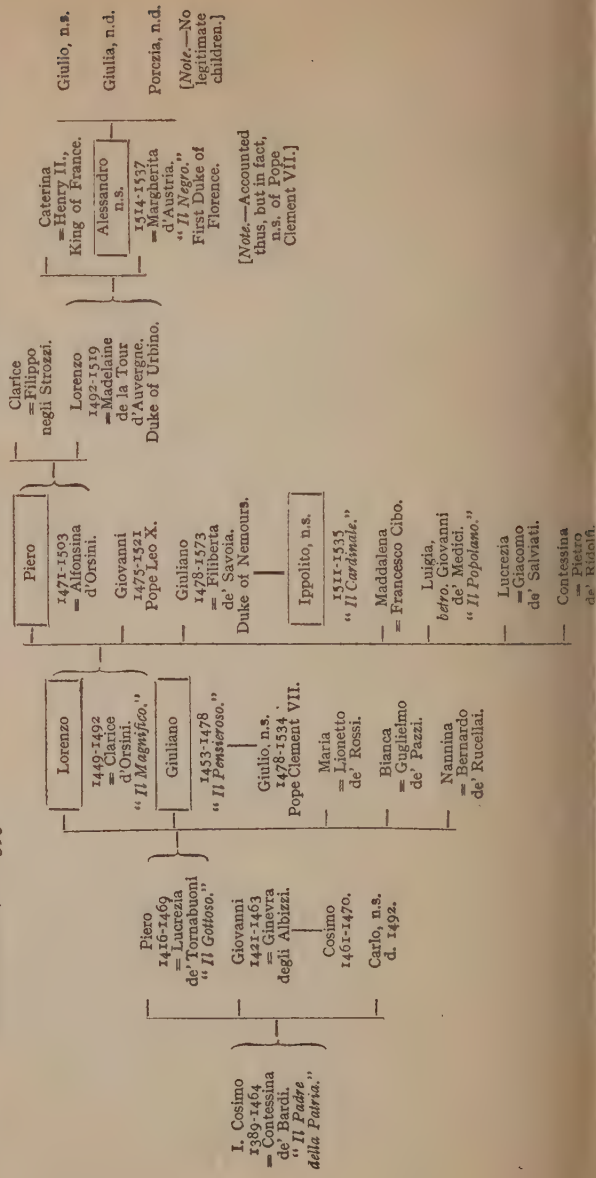 I. Cosimo
1389-1464
= Contessina
de' Bardi.
"Il Padre
della Patria."
Piero
1416-1469
= Lucrezia
de' Tornabuoni
"Il Gottoso."
Giovanni
1421-1463
= Ginevra
degli Albizzi.
Cosimo
1461-1470.
Carlo, n.s.
d. 1492.
Lorenzo
1449-1492
= Clarice
d'Orsini.
"Il Magnifico."
Giuliano
1453-1478
"Il Pensieroso."
Giulio, n.s.
1478-1534
Pope Clement VII.
Maria
= Lionetto
de' Rossi.
Bianca
= Guglielmo
de' Pazzi.
Nannina
= Bernardo
de' Rucellai.
Piero
1471-1503
= Alfonsina
d'Orsini.
Giovanni
1475-1521
Pope Leo X.
Giuliano
1478-1573
= Filiberta
de' Savoia.
Duke of Nemours.
Ippolito, n.s.
1511-1535
"Il Cardinale."
Maddalena
= Francesco Cibo.
Luigia,
betro. Giovanni
de' Medici.
"Il Popolano."
Lucrezia
= Giacomo
de' Salviati.
Contessina
= Pietro
de' Ridolfi.
Clarice
= Filippo
negli Strozzi.
Lorenzo
1492-1519
= Madelaine
de la Tour
d'Auvergne.
Duke of Urbino.
Caterina
= Henry II.,
King of France.
Alessandro
n.s.
1514-1537
= Margherita
d'Austria.
"Il Negro."
First Duke of
Florence.
[Note.—Accounted
thus, but in fact,
n.s. of Pope
Clement VII.]
Giulio, n.s.
Giulia, n.d.
Porczia, n.d.
[Note.—No
legitimate
children.]